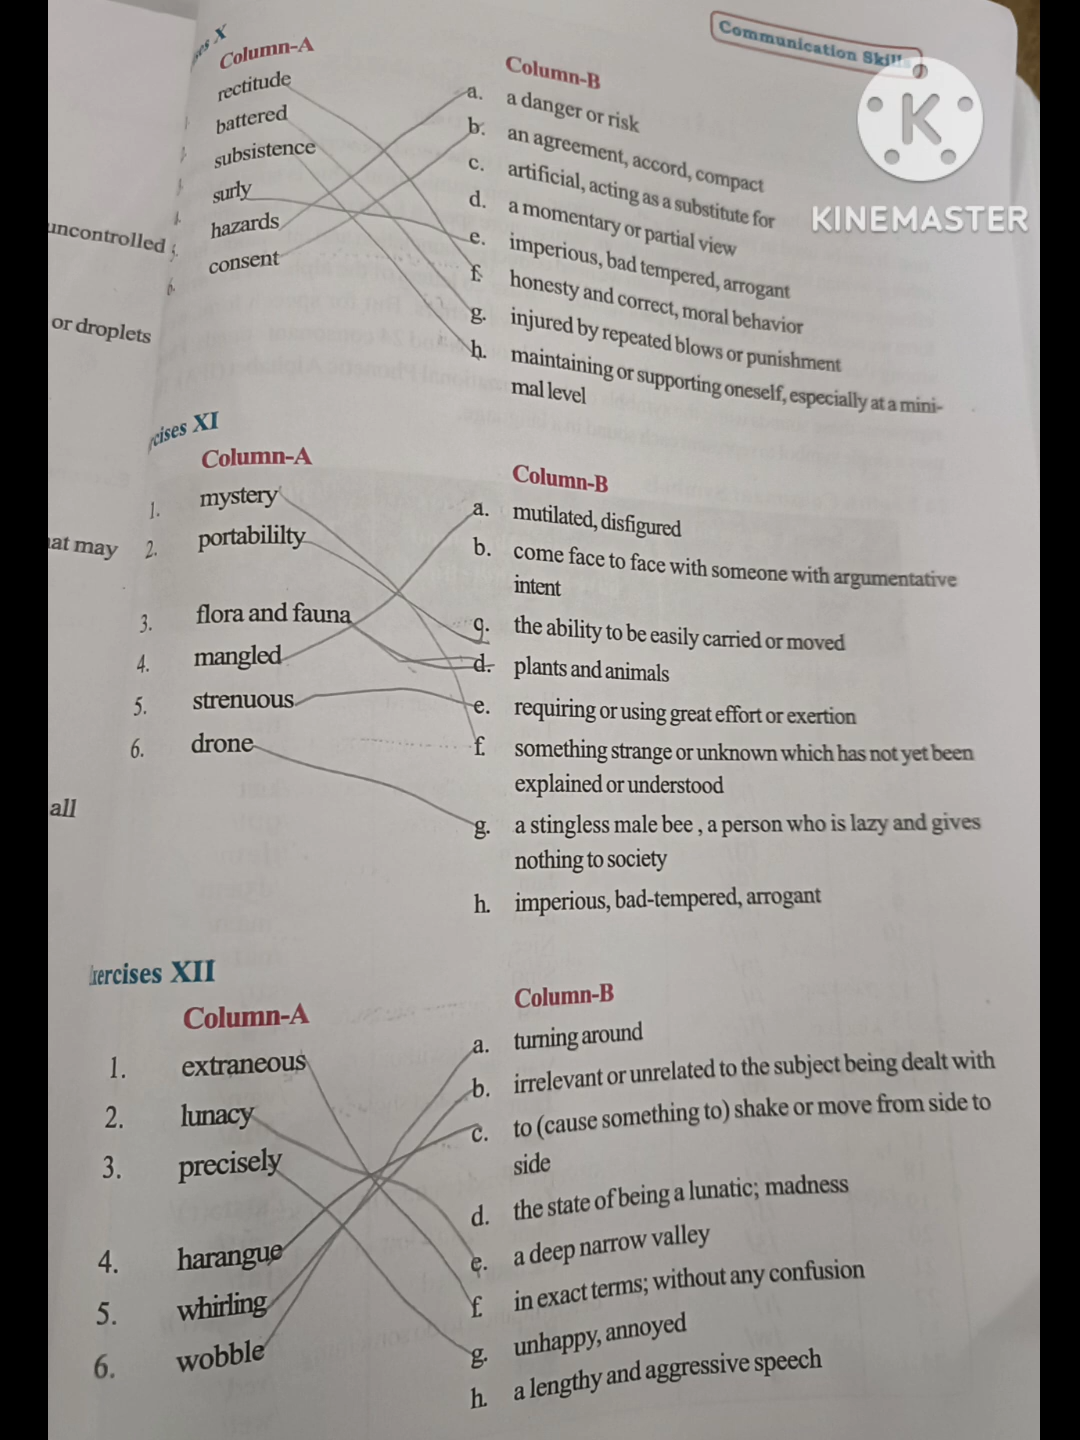 Communication Skills
KINEMASTER
ses X
Column-A
Column-B
rectitude
a. a danger or risk
battered
b. an agreement, accord, compact
subsistence
c. artificial, acting as a substitute for
surly
d. a momentary or partial view
hazards
e. imperious, bad tempered, arrogant
consent
f. honesty and correct, moral behavior
g. injured by repeated blows or punishment
h. maintaining or supporting oneself, especially at a mini-
mal level
uncontrolled
or droplets
rcises XI
Column-A
Column-B
1. mystery
a. mutilated, disfigured
2. portabililty
b. come face to face with someone with argumentative
intent
at may
3. flora and fauna
c. the ability to be easily carried or moved
4. mangled
d. plants and animals
5. strenuous
e. requiring or using great effort or exertion
6. drone
f. something strange or unknown which has not yet been
explained or understood
all
g. a stingless male bee , a person who is lazy and gives
nothing to society
h. imperious, bad-tempered, arrogant
xercises XII
Column-A
Column-B
1. extraneous
a. turning around
2. lunacy
b. irrelevant or unrelated to the subject being dealt with
3. precisely
c. to (cause something to) shake or move from side to
side
d. the state of being a lunatic; madness
4. harangue
e. a deep narrow valley
5. whirling
f. in exact terms; without any confusion
6. wobble
g. unhappy, annoyed
h. a lengthy and aggressive speech